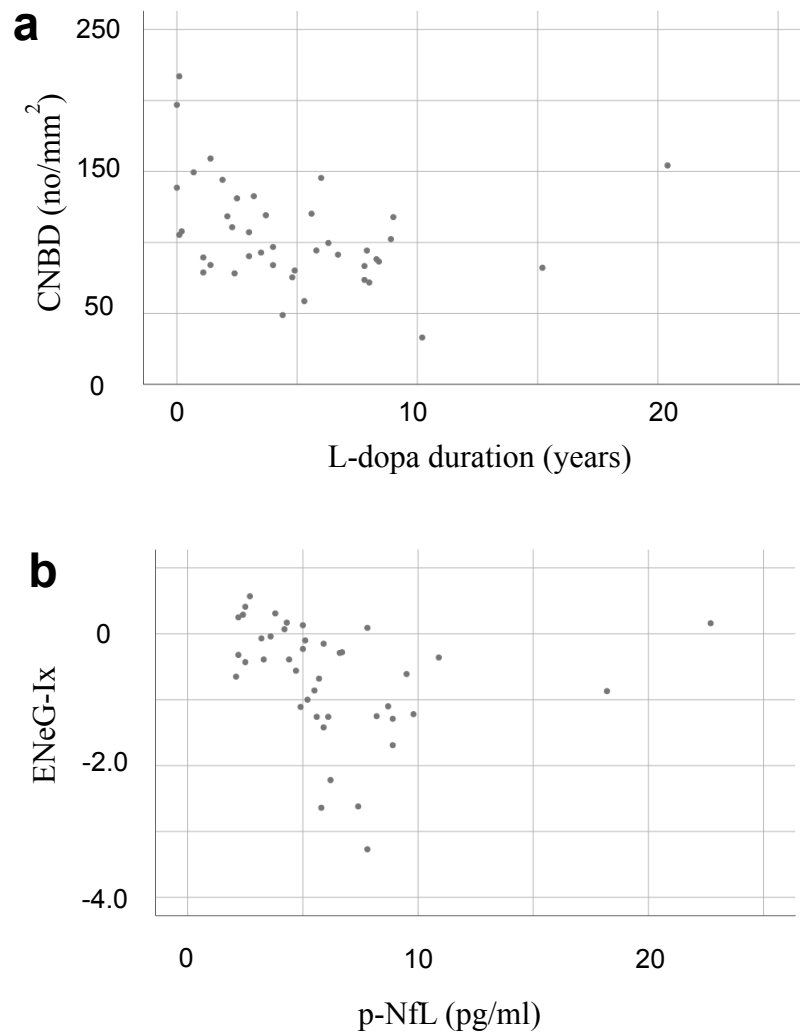 a
250
150
50
0
CNBD (no/mm²)
0 10 20
L-dopa duration (years)
b
0
-2.0
-4.0
ENeG-Ix
0 10 20
p-NfL (pg/ml)